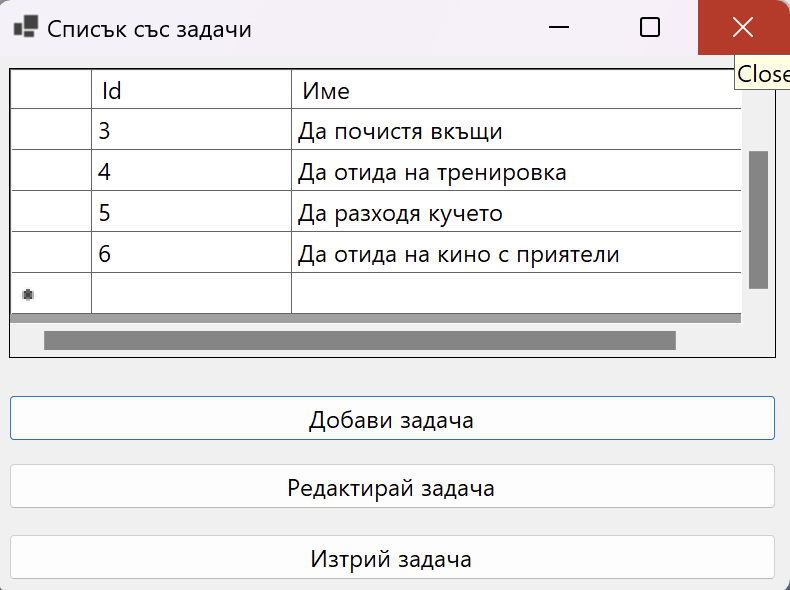 Списък със задачи
Close
Id Име
3 Да почистя вкъщи
4 Да отида на тренировка
5 Да разходя кучето
6 Да отида на кино с приятели
Добави задача
Редактирай задача
Изтрий задача